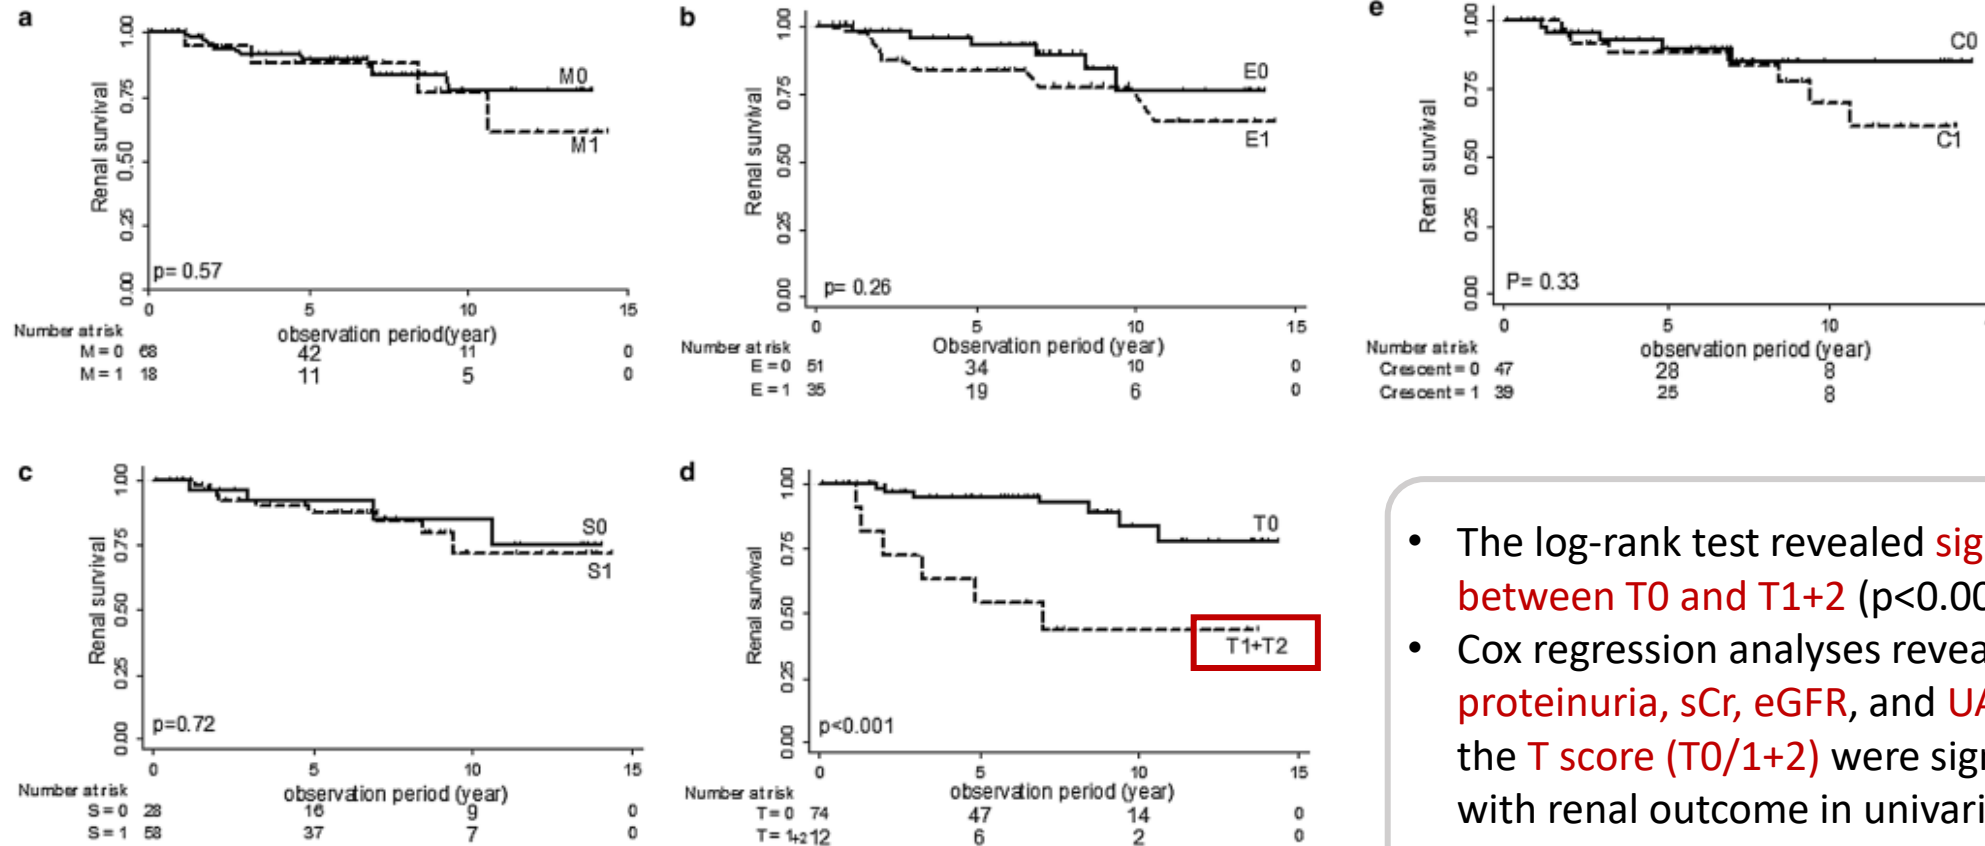 a
1.00
0.75
0.50
0.25
0.00
Renal survival
M0
M1
p= 0.57
0 5 10 15
observation period(year)
Number at risk
M = 0 68 42 11 0
M = 1 18 11 5 0
b
1.00
0.75
0.50
0.25
0.00
Renal survival
E0
E1
p= 0.26
0 5 10 15
Observation period (year)
Number at risk
E = 0 51 34 10 0
E = 1 35 19 6 0
e
1.00
0.75
0.50
0.25
0.00
Renal survival
C0
C1
P= 0.33
0 5 10
observation period (year)
Number at risk
Crescent = 0 47 28 8
Crescent = 1 39 25 8
c
1.00
0.75
0.50
0.25
0.00
Renal survival
S0
S1
p=0.72
0 5 10 15
observation period (year)
Number at risk
S = 0 28 16 9 0
S = 1 58 37 7 0
d
1.00
0.75
0.50
0.25
0.00
Renal survival
T0
T1+T2
p<0.001
0 5 10 15
observation period (year)
Number at risk
T = 0 74 47 14 0
T = 1+2 12 6 2 0
• The log-rank test revealed sig
between T0 and T1+2 (p<0.00
• Cox regression analyses revea
proteinuria, sCr, eGFR, and UA
the T score (T0/1+2) were sign
with renal outcome in univari